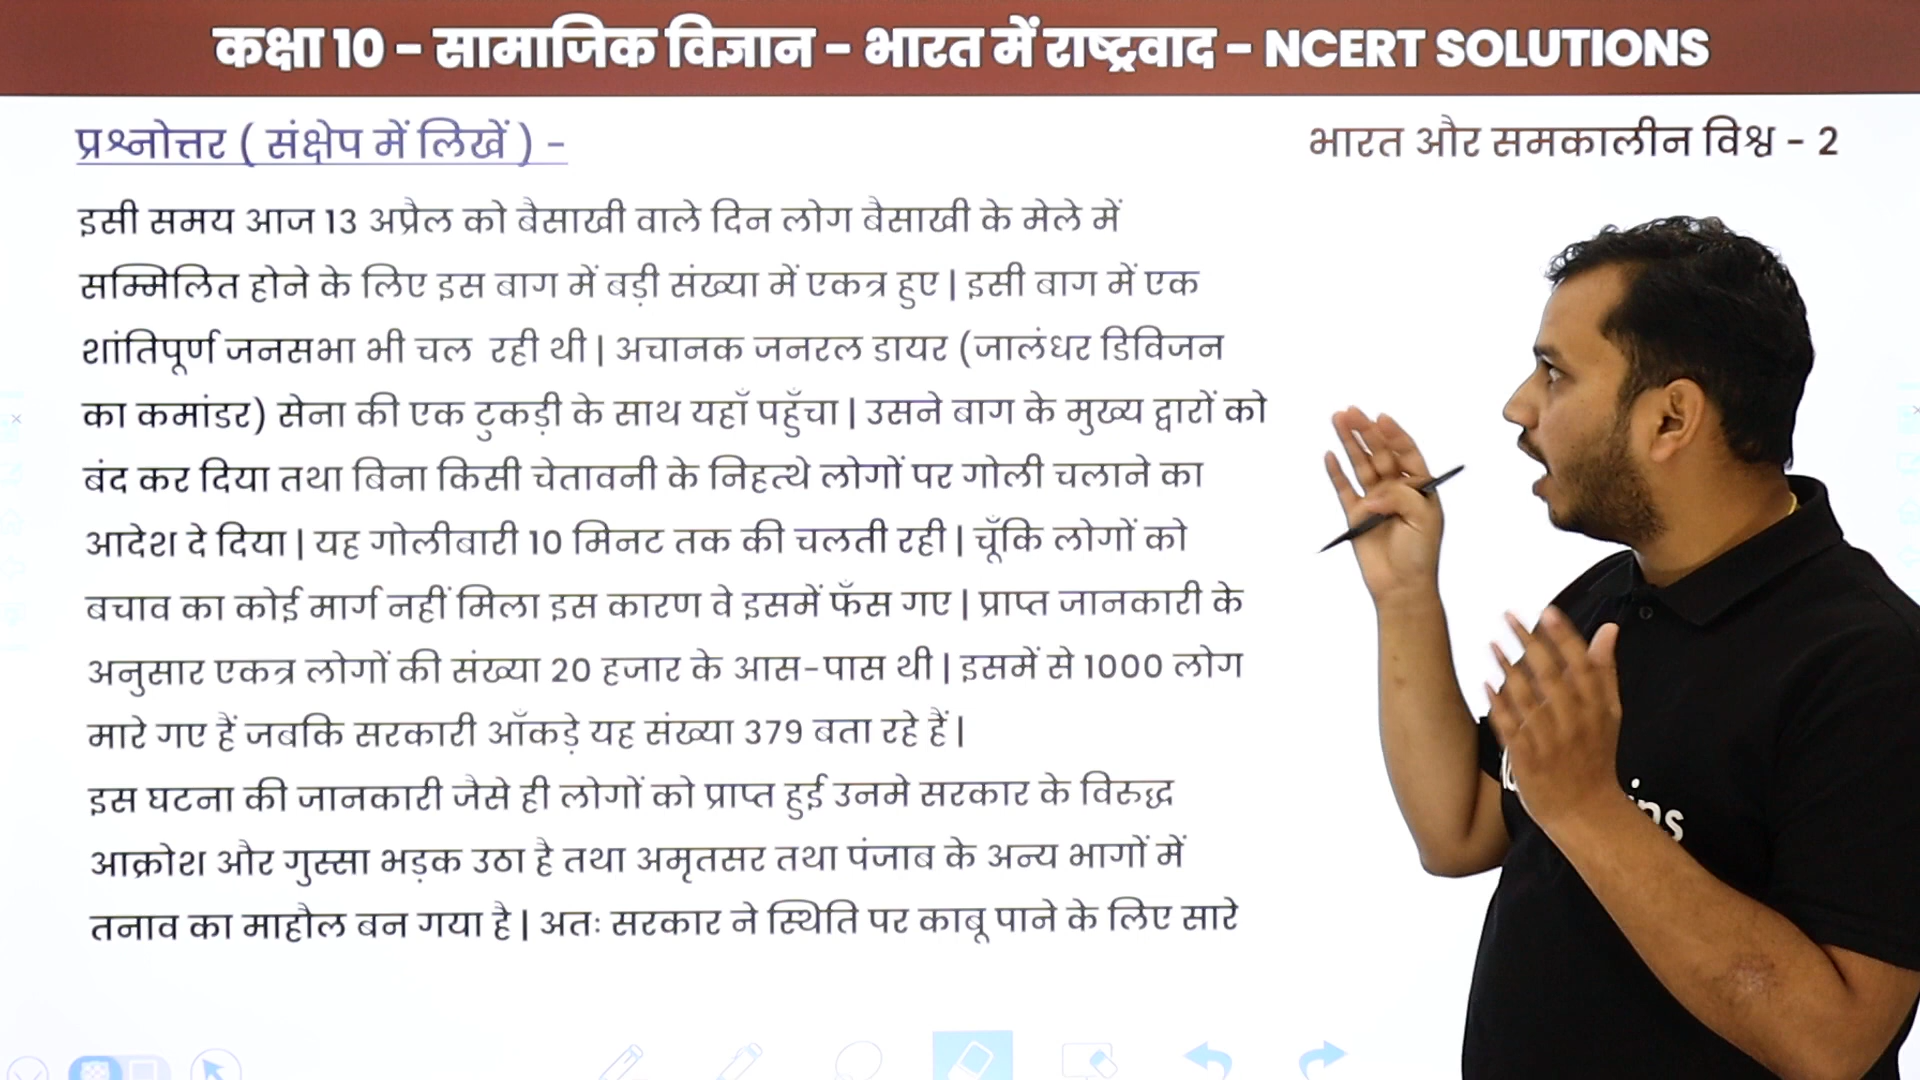 कक्षा 10 - सामाजिक विज्ञान - भारत में राष्ट्रवाद - NCERT SOLUTIONS
प्रश्नोत्तर ( संक्षेप में लिखें ) -
भारत और समकालीन विश्व - 2
इसी समय आज 13 अप्रैल को बैसाखी वाले दिन लोग बैसाखी के मेले में
सम्मिलित होने के लिए इस बाग में बड़ी संख्या में एकत्र हुए | इसी बाग में एक
शांतिपूर्ण जनसभा भी चल रही थी | अचानक जनरल डायर (जालंधर डिविजन
का कमांडर) सेना की एक टुकड़ी के साथ यहाँ पहुँचा | उसने बाग के मुख्य द्वारों को
बंद कर दिया तथा बिना किसी चेतावनी के निहत्थे लोगों पर गोली चलाने का
आदेश दे दिया | यह गोलीबारी 10 मिनट तक की चलती रही | चूँकि लोगों को
बचाव का कोई मार्ग नहीं मिला इस कारण वे इसमें फँस गए | प्राप्त जानकारी के
अनुसार एकत्र लोगों की संख्या 20 हजार के आस-पास थी | इसमें से 1000 लोग
मारे गए हैं जबकि सरकारी आँकड़े यह संख्या 379 बता रहे हैं |
इस घटना की जानकारी जैसे ही लोगों को प्राप्त हुई उनमे सरकार के विरुद्ध
आक्रोश और गुस्सा भड़क उठा है तथा अमृतसर तथा पंजाब के अन्य भागों में
तनाव का माहौल बन गया है | अतः सरकार ने स्थिति पर काबू पाने के लिए सारे